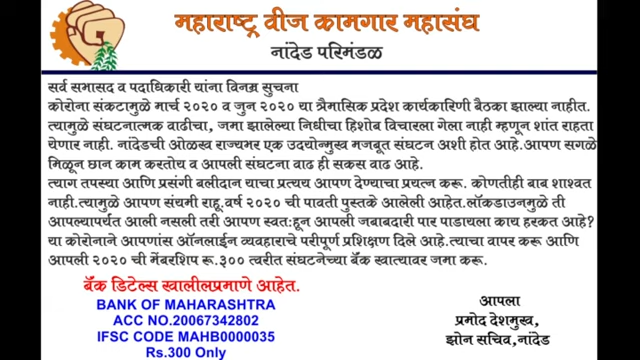 महाराष्ट्र वीज कामगार महासंघ
नांदेड परिमंडळ
सर्व सभासद व पदाधिकारी यांना विनम्र सुचना
कोरोना संकटामुळे मार्च २०२० व जुन २०२० या त्रैमासिक प्रदेश कार्यकारिणी बैठका झाल्या नाहीत.
त्यामुळे संघटनात्मक वाढीचा, जमा झालेल्या निधीचा हिशोब विचारला गेला नाही म्हणून शांत राहता
येणार नाही. नांदेडची ओळख राज्यभर एक उदयोन्मुख मजबूत संघटन अशी होत आहे. आपण सगळे
मिळून छान काम करतोच व आपली संघटना वाढ ही सकस वाढ आहे.
त्याग तपस्या आणि प्रसंगी बलीदान याचा प्रत्यय आपण देण्याचा प्रयत्न करू. कोणतीही बाब शाश्वत
नाही.त्यामुळे आपण संयमी राहू.वर्ष २०२० ची पावती पुस्तके आलेली आहेत.लॉकडाउनमुळे ती
आपल्यापर्यंत आली नसली तरी आपण स्वत:हून आपली जबाबदारी पार पाडायला काय हरकत आहे?
या कोरोनाने आपणांस ऑनलाईन व्यवहाराचे परीपूर्ण प्रशिक्षण दिले आहे.त्याचा वापर करू आणि
आपली २०२० ची मेंबरशिप रू.३०० त्वरीत संघटनेच्या बँक खात्यावर जमा करू.
बँक डिटेल्स खालीलप्रमाणे आहेत.
BANK OF MAHARASHTRA
ACC NO.20067342802
IFSC CODE MAHB0000035
Rs.300 Only
आपला
प्रमोद देशमुख,
झोन सचिव,नांदेड